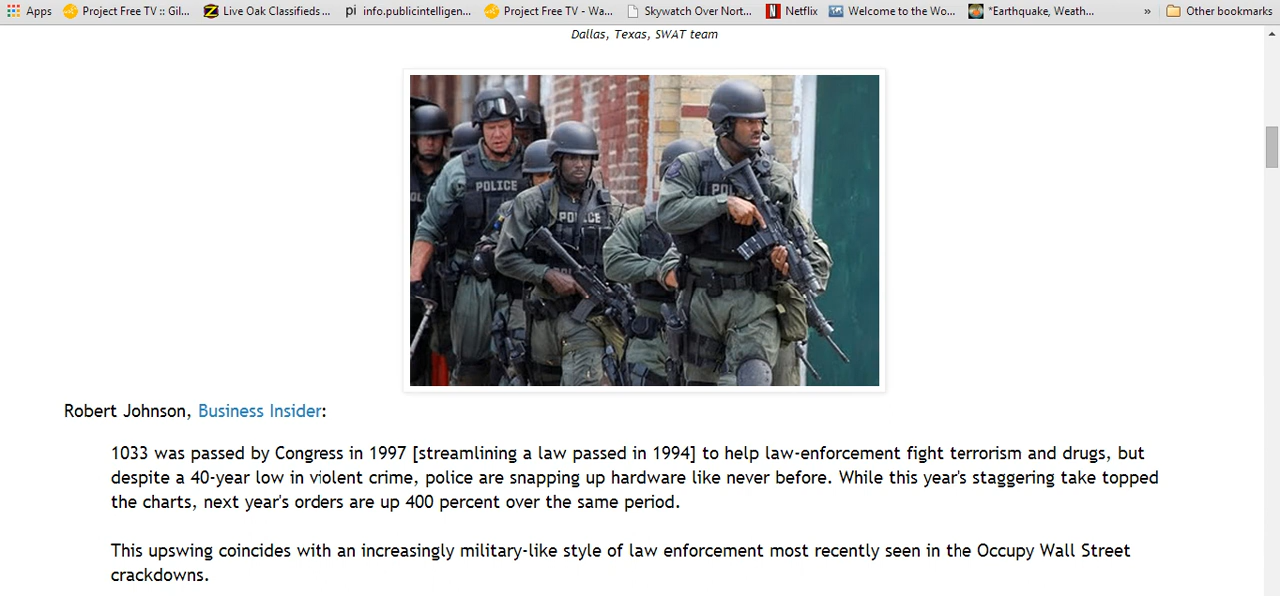 Apps Project Free TV :: Gil... Live Oak Classifieds... pi info.publicintelligen... Project Free TV - Wa... Skywatch Over Nort... N Netflix Welcome to the Wo... *Earthquake, Weath... » Other bookmarks
Dallas, Texas, SWAT team
POLICE
POLICE
Robert Johnson, Business Insider:
1033 was passed by Congress in 1997 [streamlining a law passed in 1994] to help law-enforcement fight terrorism and drugs, but
despite a 40-year low in violent crime, police are snapping up hardware like never before. While this year's staggering take topped
the charts, next year's orders are up 400 percent over the same period.
This upswing coincides with an increasingly military-like style of law enforcement most recently seen in the Occupy Wall Street
crackdowns.